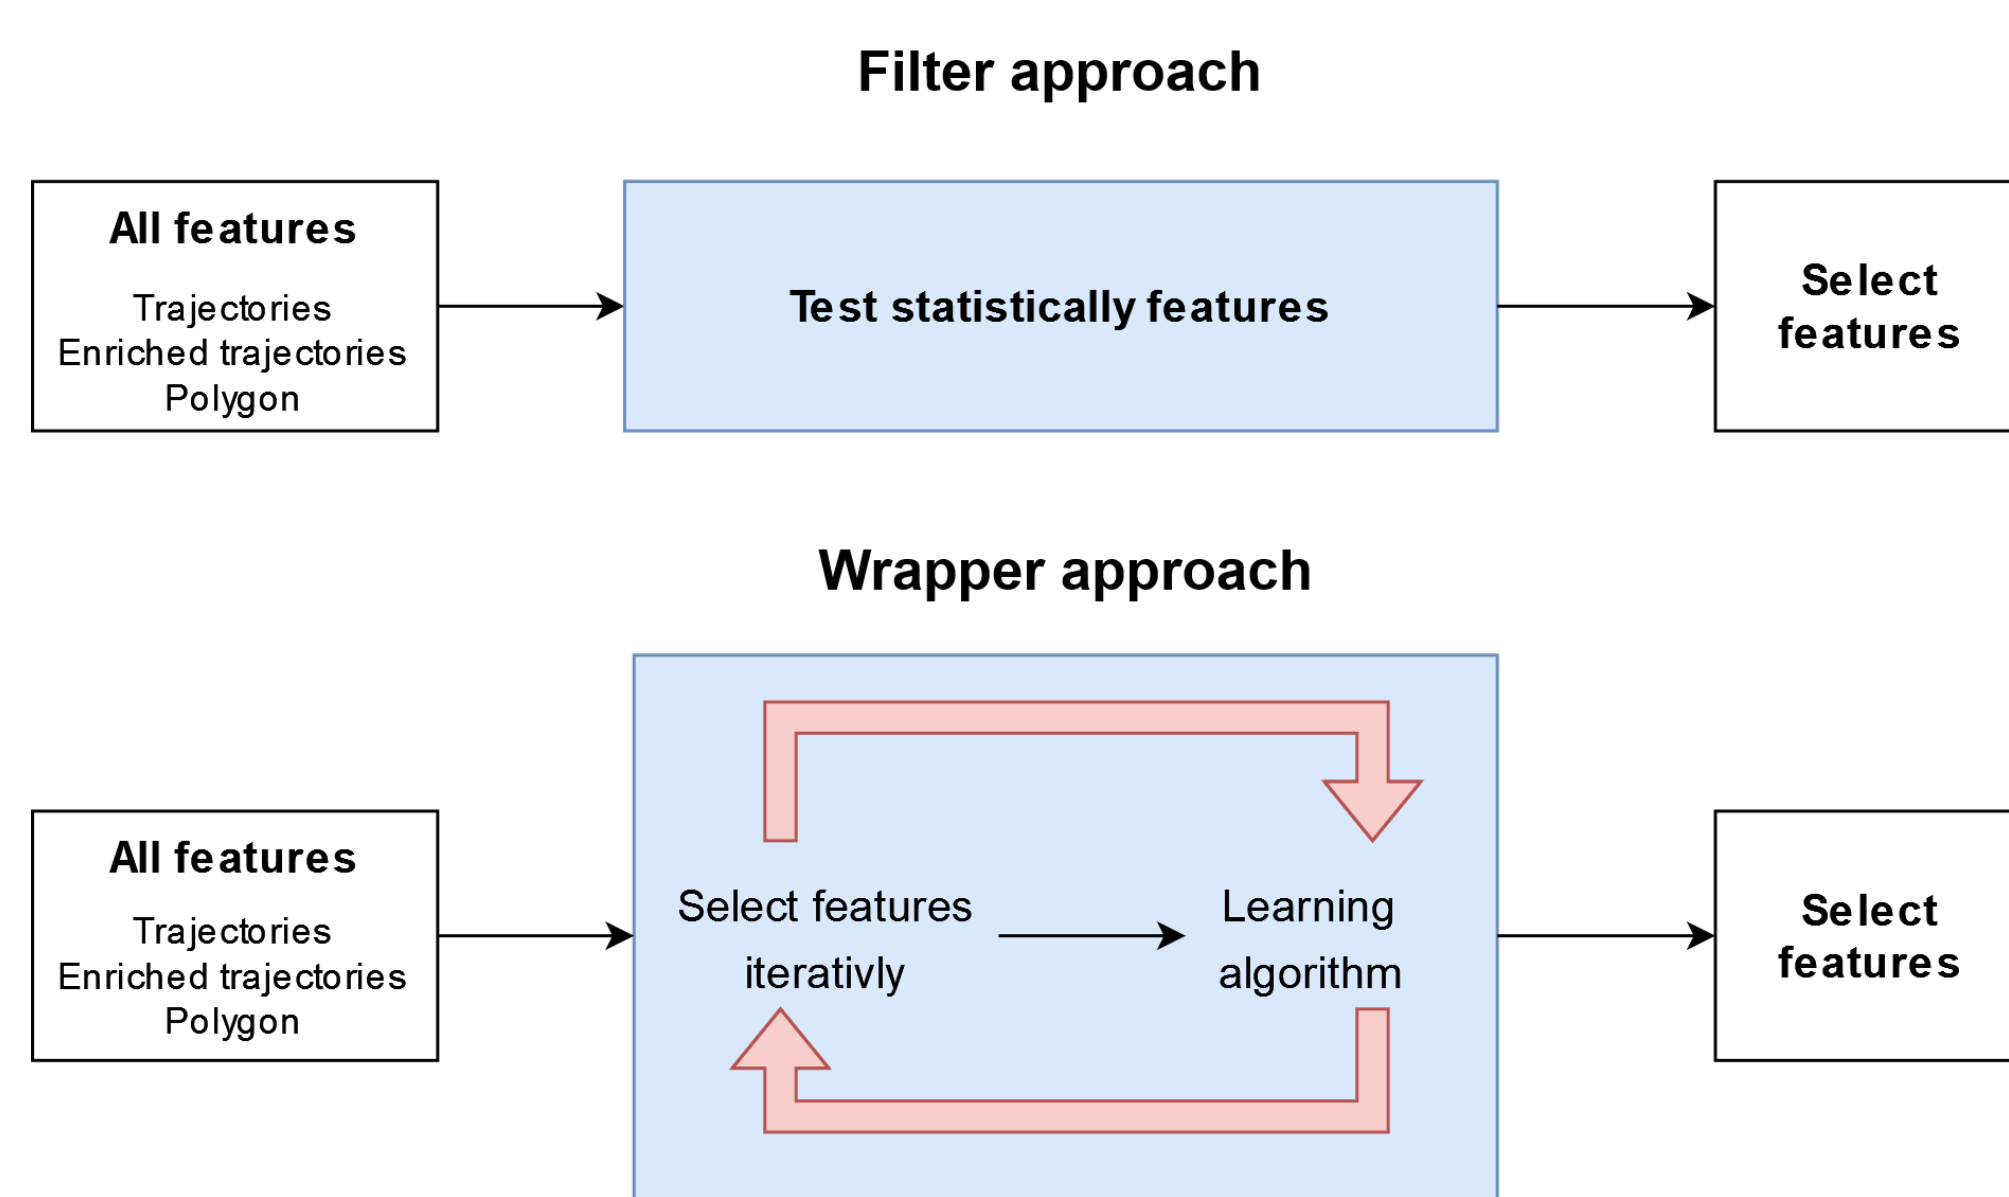 Filter approach
All features
Trajectories
Enriched trajectories
Polygon
Test statistically features
Select
features
Wrapper approach
All features
Trajectories
Enriched trajectories
Polygon
Select features
iterativly
Learning
algorithm
Select
features